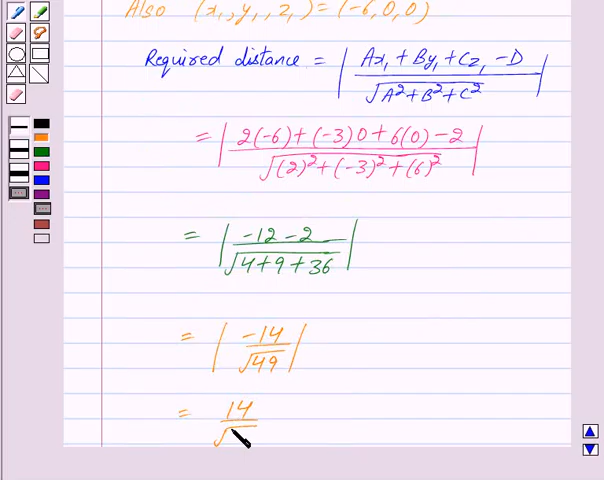 Also (x₁, y₁, z₁) = (-6, 0, 0)
Required distance = | Ax₁ + By₁ + Cz₁ - D / √A² + B² + C² |
= | 2(-6) + (-3)0 + 6(0) - 2 / √(2)² + (-3)² + (6)² |
= | -12 - 2 / √4 + 9 + 36 |
= | -14 / √49 |
= 14 / √